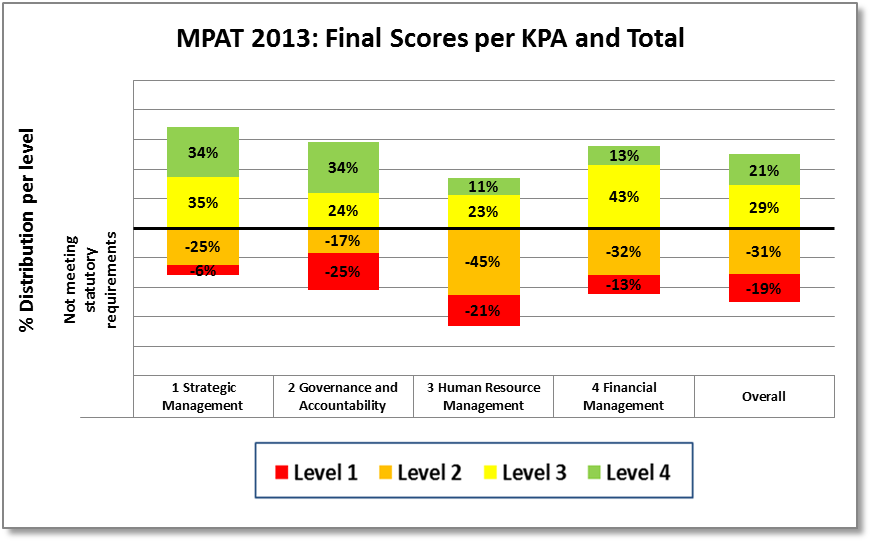 MPAT 2013: Final Scores per KPA and Total
% Distribution per level
Not meeting
statutory
requirements
34%
35%
-25%
-6%
34%
24%
-17%
-25%
11%
23%
-45%
-21%
13%
43%
-32%
-13%
21%
29%
-31%
-19%
1 Strategic
Management
2 Governance and
Accountability
3 Human Resource
Management
4 Financial
Management
Overall
Level 1 Level 2 Level 3 Level 4